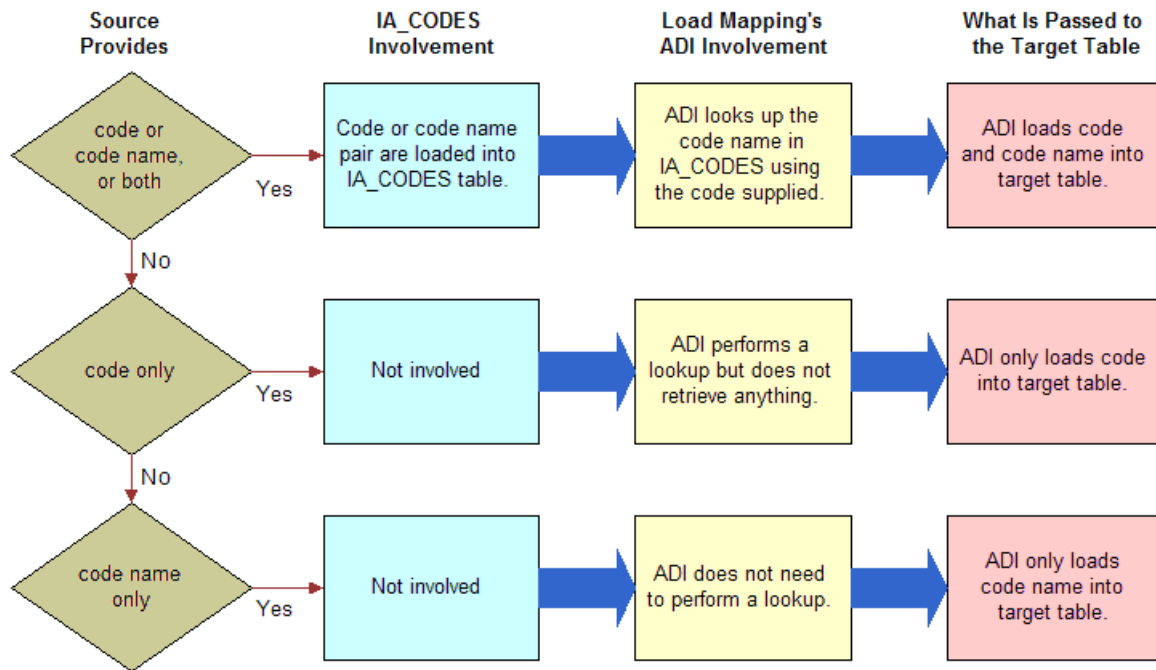 Source
Provides
IA_CODES
Involvement
Load Mapping's
ADI Involvement
What Is Passed to
the Target Table
code or
code name,
or both
Yes
Code or code name
pair are loaded into
IA_CODES table.
ADI looks up the
code name in
IA_CODES using
the code supplied.
ADI loads code
and code name into
target table.
No
code only
Yes
Not involved
ADI performs a
lookup but does not
retrieve anything.
ADI only loads code
into target table.
No
code name
only
Yes
Not involved
ADI does not need
to perform a lookup.
ADI only loads
code name into
target table.